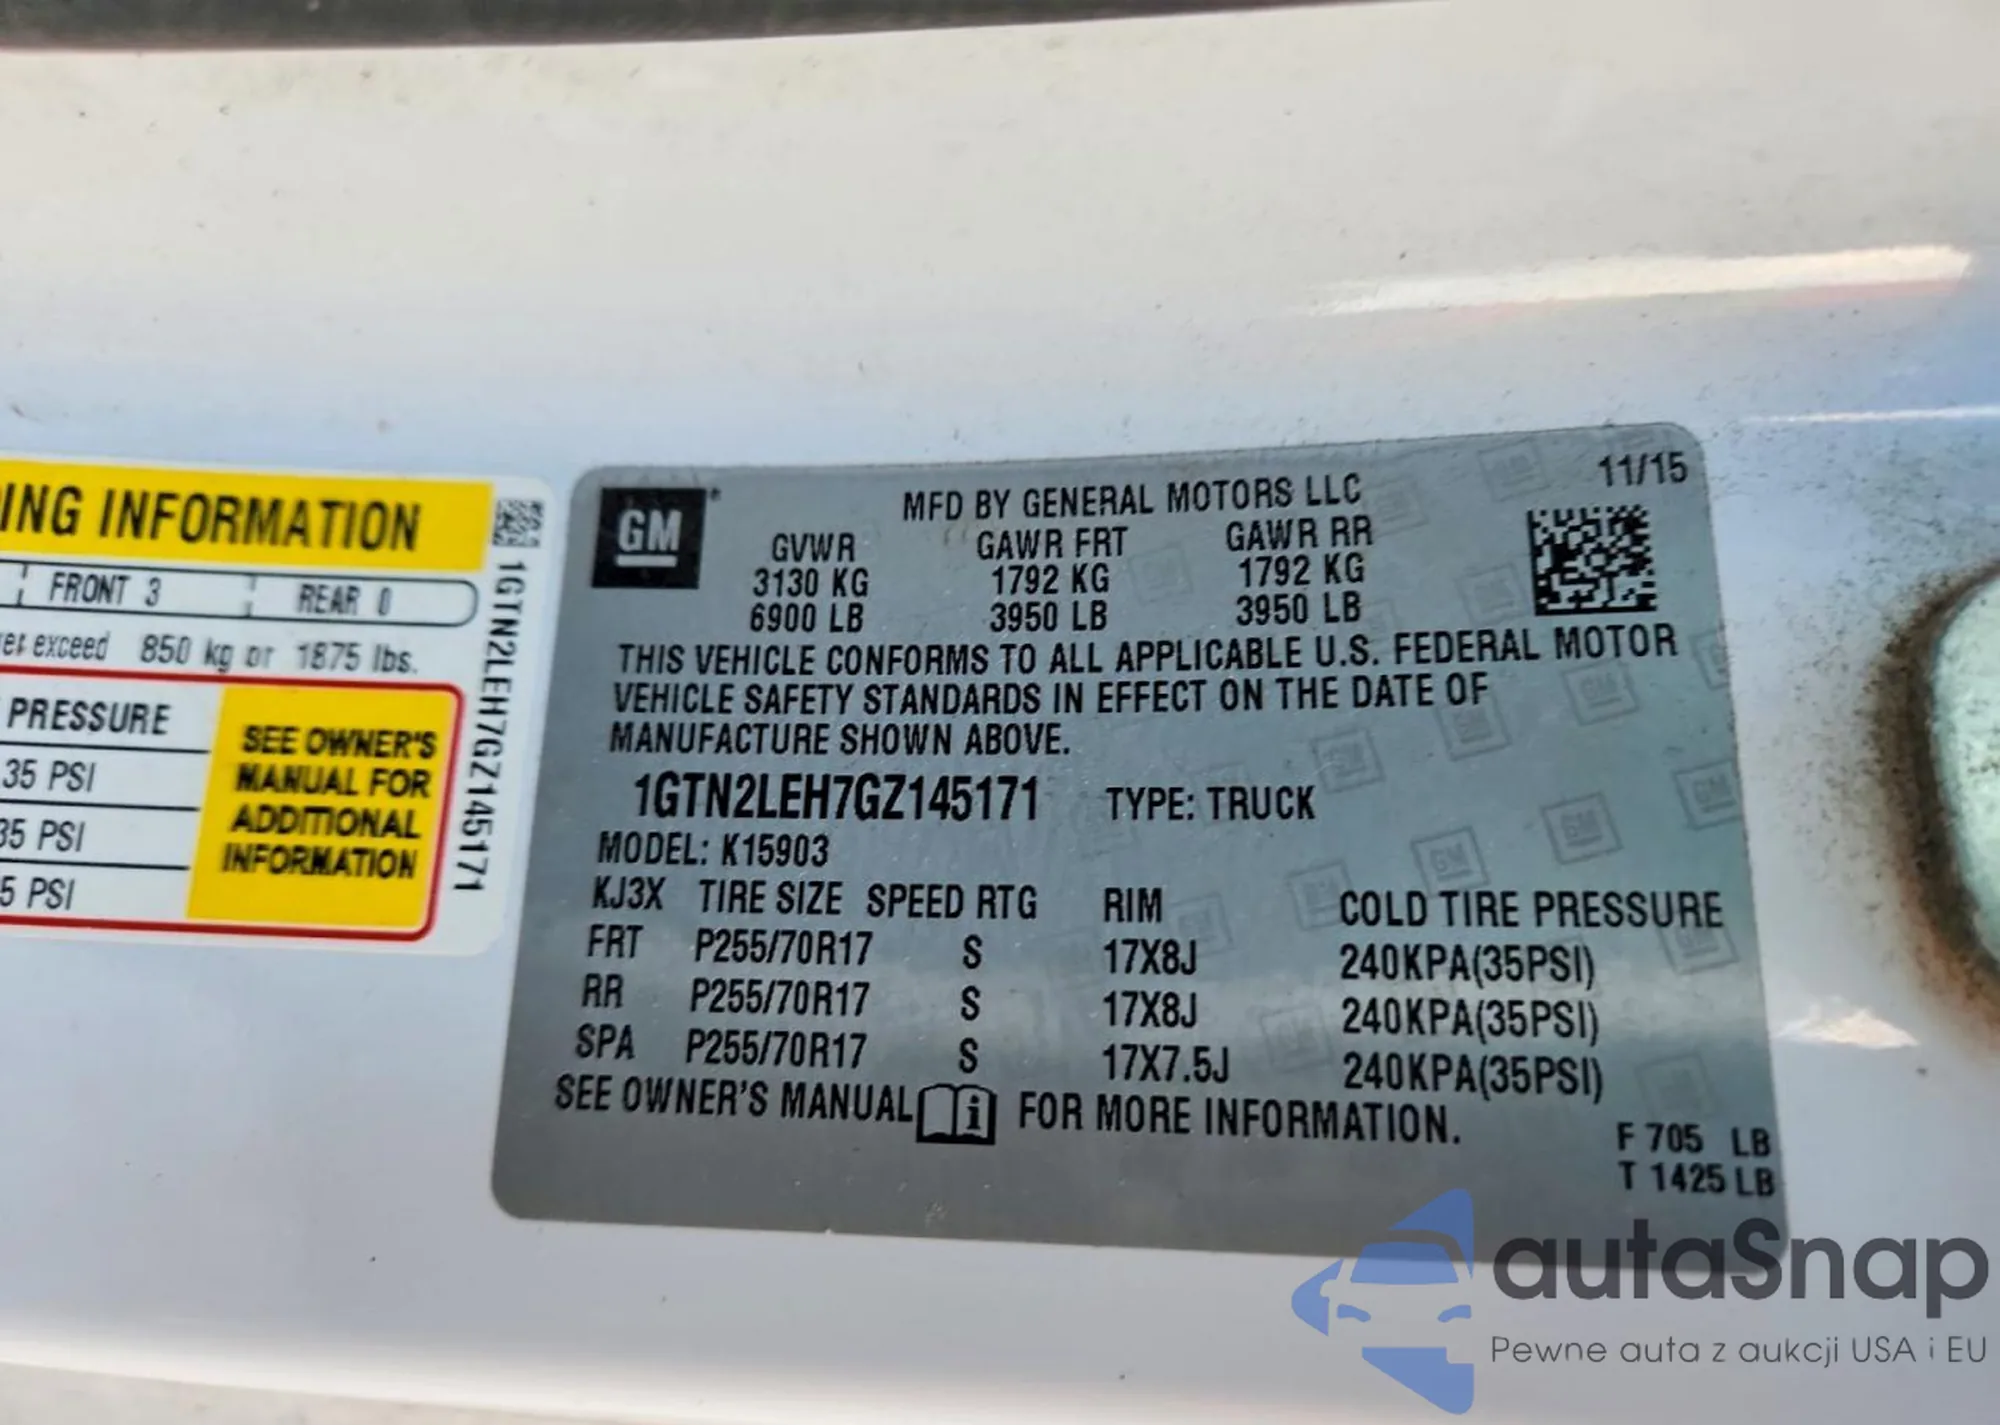 ING INFORMATION
FRONT 3 REAR 0
exceed 850 kg or 1875 lbs.
PRESSURE
35 PSI
35 PSI
5 PSI
SEE OWNER'S
MANUAL FOR
ADDITIONAL
INFORMATION
1GTN2LEH7GZ145171
GM
MFD BY GENERAL MOTORS LLC 11/15
GVWR GAWR FRT GAWR RR
3130 KG 1792 KG 1792 KG
6900 LB 3950 LB 3950 LB
THIS VEHICLE CONFORMS TO ALL APPLICABLE U.S. FEDERAL MOTOR
VEHICLE SAFETY STANDARDS IN EFFECT ON THE DATE OF
MANUFACTURE SHOWN ABOVE.
1GTN2LEH7GZ145171 TYPE: TRUCK
MODEL: K15903
KJ3X TIRE SIZE SPEED RTG RIM COLD TIRE PRESSURE
FRT P255/70R17 S 17X8J 240KPA(35PSI)
RR P255/70R17 S 17X8J 240KPA(35PSI)
SPA P255/70R17 S 17X7.5J 240KPA(35PSI)
SEE OWNER'S MANUAL i FOR MORE INFORMATION.
F 705 LB
T 1425 LB
autaSnap
Pewne auta z aukcji USA i EU